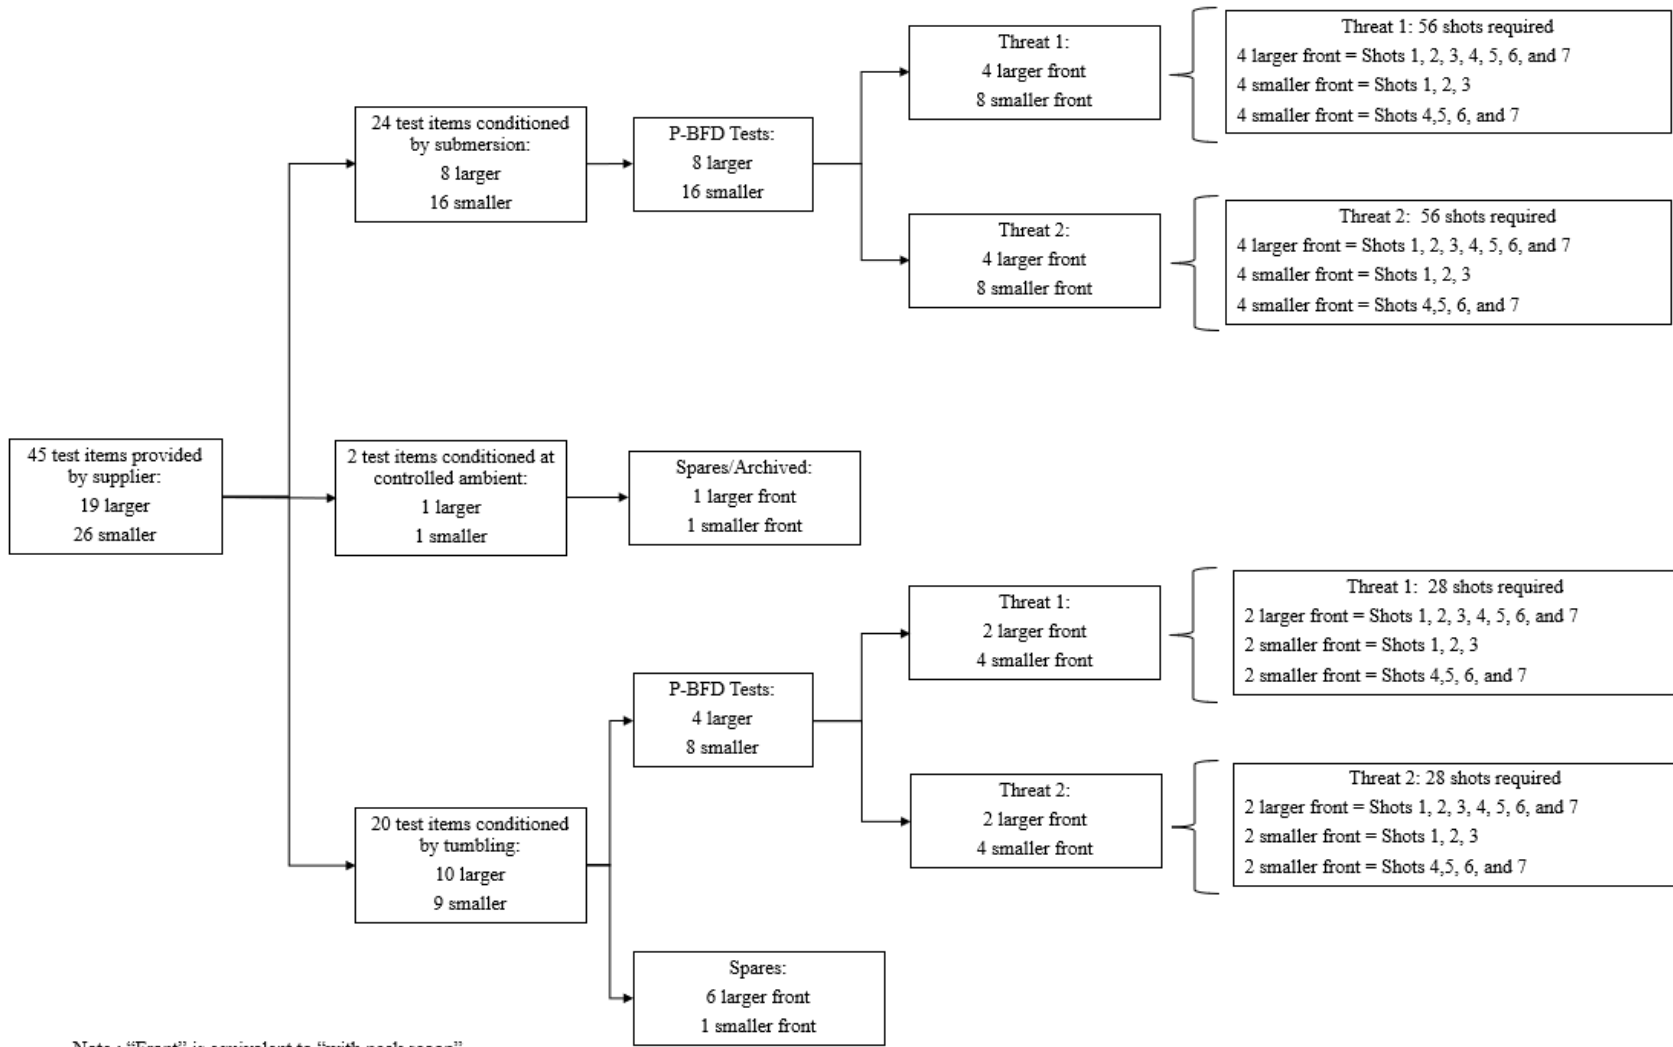 45 test items provided
by supplier:
19 larger
26 smaller
24 test items conditioned
by submersion:
8 larger
16 smaller
P-BFD Tests:
8 larger
16 smaller
Threat 1:
4 larger front
8 smaller front
Threat 1: 56 shots required
4 larger front = Shots 1, 2, 3, 4, 5, 6, and 7
4 smaller front = Shots 1, 2, 3
4 smaller front = Shots 4,5, 6, and 7
Threat 2:
4 larger front
8 smaller front
Threat 2: 56 shots required
4 larger front = Shots 1, 2, 3, 4, 5, 6, and 7
4 smaller front = Shots 1, 2, 3
4 smaller front = Shots 4,5, 6, and 7
2 test items conditioned at
controlled ambient:
1 larger
1 smaller
Spares/Archived:
1 larger front
1 smaller front
20 test items conditioned
by tumbling:
10 larger
9 smaller
P-BFD Tests:
4 larger
8 smaller
Threat 1:
2 larger front
4 smaller front
Threat 1: 28 shots required
2 larger front = Shots 1, 2, 3, 4, 5, 6, and 7
2 smaller front = Shots 1, 2, 3
2 smaller front = Shots 4,5, 6, and 7
Threat 2:
2 larger front
4 smaller front
Threat 2: 28 shots required
2 larger front = Shots 1, 2, 3, 4, 5, 6, and 7
2 smaller front = Shots 1, 2, 3
2 smaller front = Shots 4,5, 6, and 7
Spares:
6 larger front
1 smaller front
Note: "Front" is equivalent to "with neck scoop"